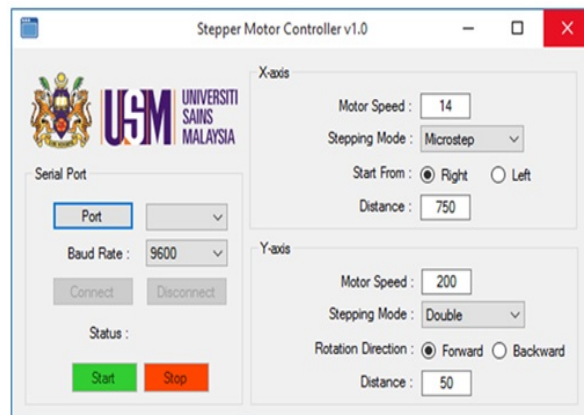 Stepper Motor Controller v1.0
USM UNIVERSITI
SAINS
MALAYSIA
Serial Port
Port
Baud Rate : 9600
Connect Disconnect
Status :
Start Stop
X-axis
Motor Speed : 14
Stepping Mode : Microstep
Start From : Right Left
Distance : 750
Y-axis
Motor Speed : 200
Stepping Mode : Double
Rotation Direction : Forward Backward
Distance : 50